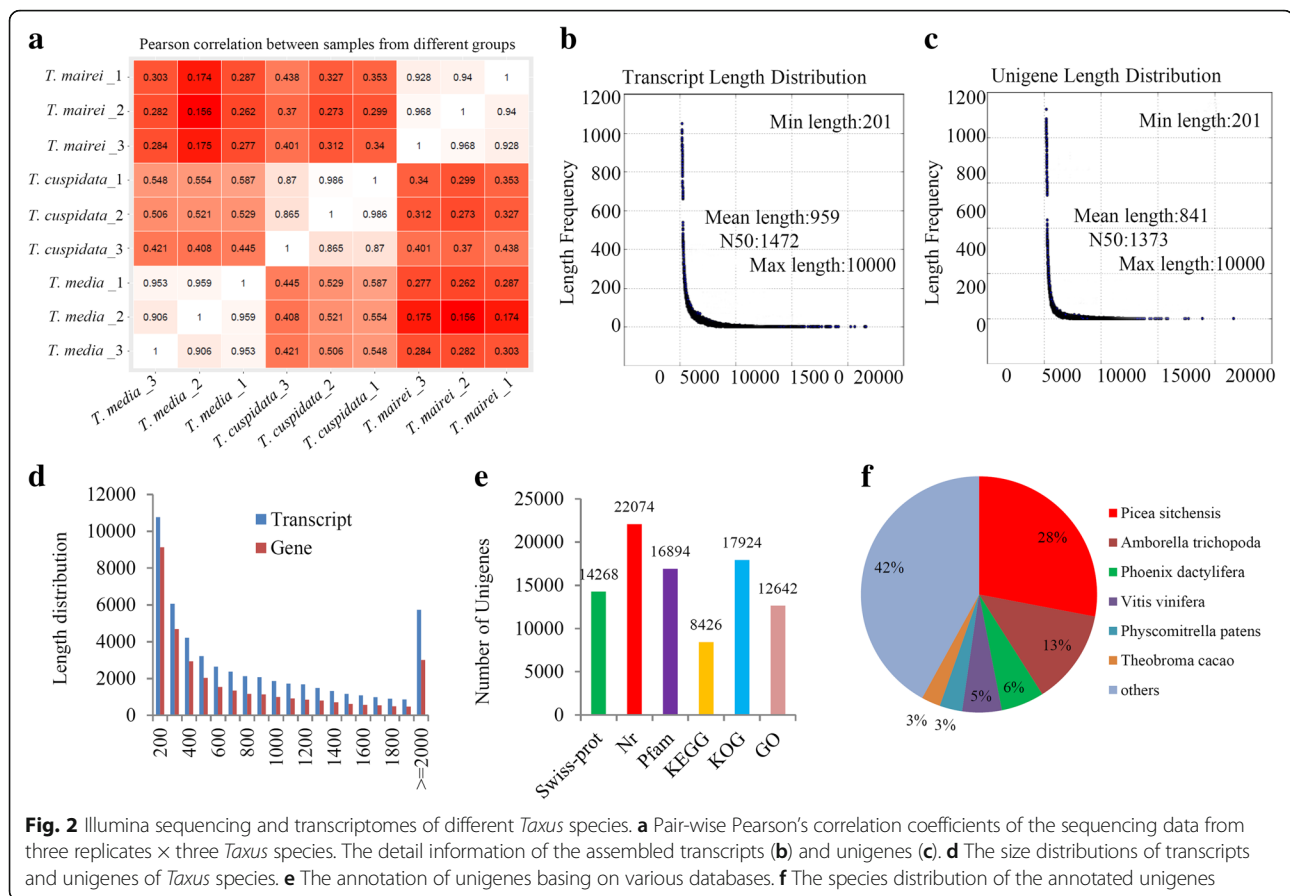 a
Pearson correlation between samples from different groups
T. mairei _1 0.303 0.174 0.287 0.438 0.327 0.353 0.928 0.94 1
T. mairei _2 0.282 0.156 0.262 0.37 0.273 0.299 0.968 1 0.94
T. mairei _3 0.284 0.175 0.277 0.401 0.312 0.34 1 0.968 0.928
T. cuspidata_1 0.548 0.554 0.587 0.87 0.986 1 0.34 0.299 0.353
T. cuspidata_2 0.506 0.521 0.529 0.865 1 0.986 0.312 0.273 0.327
T. cuspidata_3 0.421 0.408 0.445 1 0.865 0.87 0.401 0.37 0.438
T. media _1 0.953 0.959 1 0.445 0.529 0.587 0.277 0.262 0.287
T. media _2 0.906 1 0.959 0.408 0.521 0.554 0.175 0.156 0.174
T. media _3 1 0.906 0.953 0.421 0.506 0.548 0.284 0.282 0.303
T. media _3 T. media _2 T. media _1 T. cuspidata_3 T. cuspidata_2 T. cuspidata_1 T. mairei_3 T. mairei_2 T. mairei_1
b
Transcript Length Distribution
Length Frequency
1200
1000
800
600
400
200
0
Min length:201
Mean length:959
N50:1472
Max length:10000
0 5000 10000 1500 0 20000
c
Unigene Length Distribution
Length Frequency
1200
1000
800
600
400
200
0
Min length:201
Mean length:841
N50:1373
Max length:10000
0 5000 10000 15000 20000
d
Length distribution
12000
10000
8000
6000
4000
2000
0
Transcript
Gene
200 400 600 800 1000 1200 1400 1600 1800 >=2000
e
Number of Unigenes
25000
20000
15000
10000
5000
0
14268 22074 16894 8426 17924 12642
Swiss-prot Nr Pfam KEGG KOG GO
f
28%
13%
6%
5%
3%
3%
42%
Picea sitchensis
Amborella trichopoda
Phoenix dactylifera
Vitis vinifera
Physcomitrella patens
Theobroma cacao
others
Fig. 2 Illumina sequencing and transcriptomes of different Taxus species. a Pair-wise Pearson's correlation coefficients of the sequencing data from
three replicates × three Taxus species. The detail information of the assembled transcripts (b) and unigenes (c). d The size distributions of transcripts
and unigenes of Taxus species. e The annotation of unigenes basing on various databases. f The species distribution of the annotated unigenes